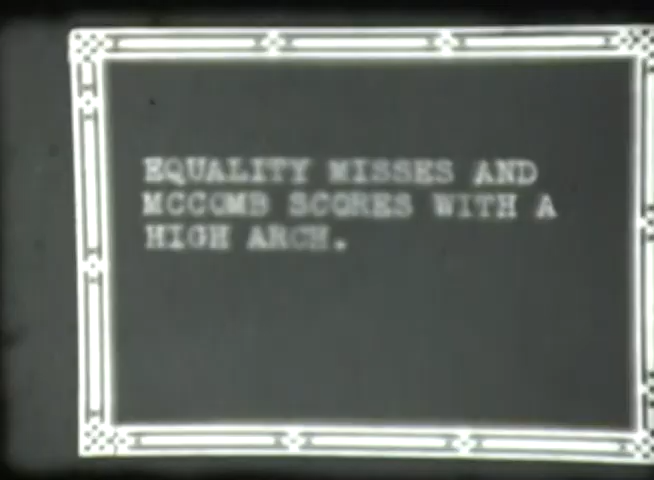 EQUALITY MISSES AND
MCCOMB SCORES WITH A
HIGH ARCH.